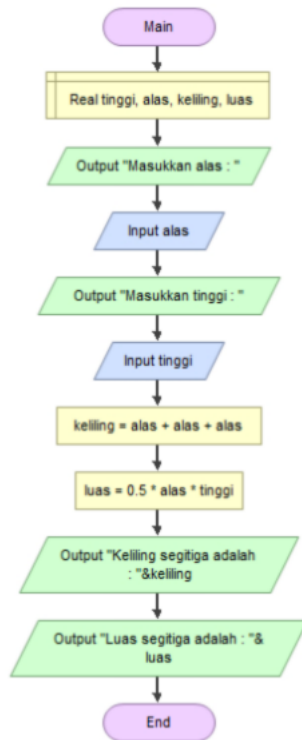 Main
Real tinggi, alas, keliling, luas
Output "Masukkan alas : "
Input alas
Output "Masukkan tinggi : "
Input tinggi
keliling = alas + alas + alas
luas = 0.5 * alas * tinggi
Output "Keliling segitiga adalah
: "&keliling
Output "Luas segitiga adalah : "&
luas
End